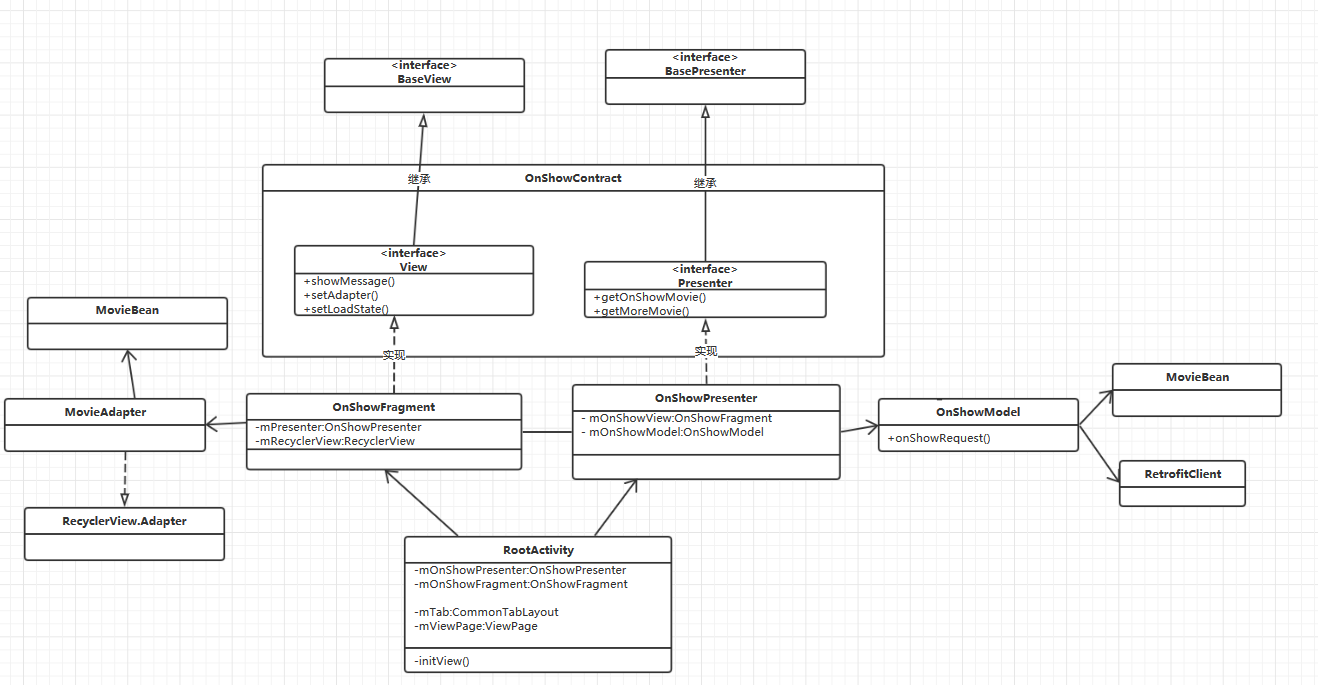 <interface>
BaseView
<interface>
BasePresenter
继承
OnShowContract
继承
<interface>
View
+showMessage()
+setAdapter()
+setLoadState()
<interface>
Presenter
+getOnShowMovie()
+getMoreMovie()
实现
实现
MovieBean
MovieAdapter
RecyclerView.Adapter
OnShowFragment
-mPresenter:OnShowPresenter
-mRecyclerView:RecyclerView
OnShowPresenter
- mOnShowView:OnShowFragment
- mOnShowModel:OnShowModel
OnShowModel
+onShowRequest()
MovieBean
RetrofitClient
RootActivity
-mOnShowPresenter:OnShowPresenter
-mOnShowFragment:OnShowFragment
-mTab:CommonTabLayout
-mViewPage:ViewPage
-initView()